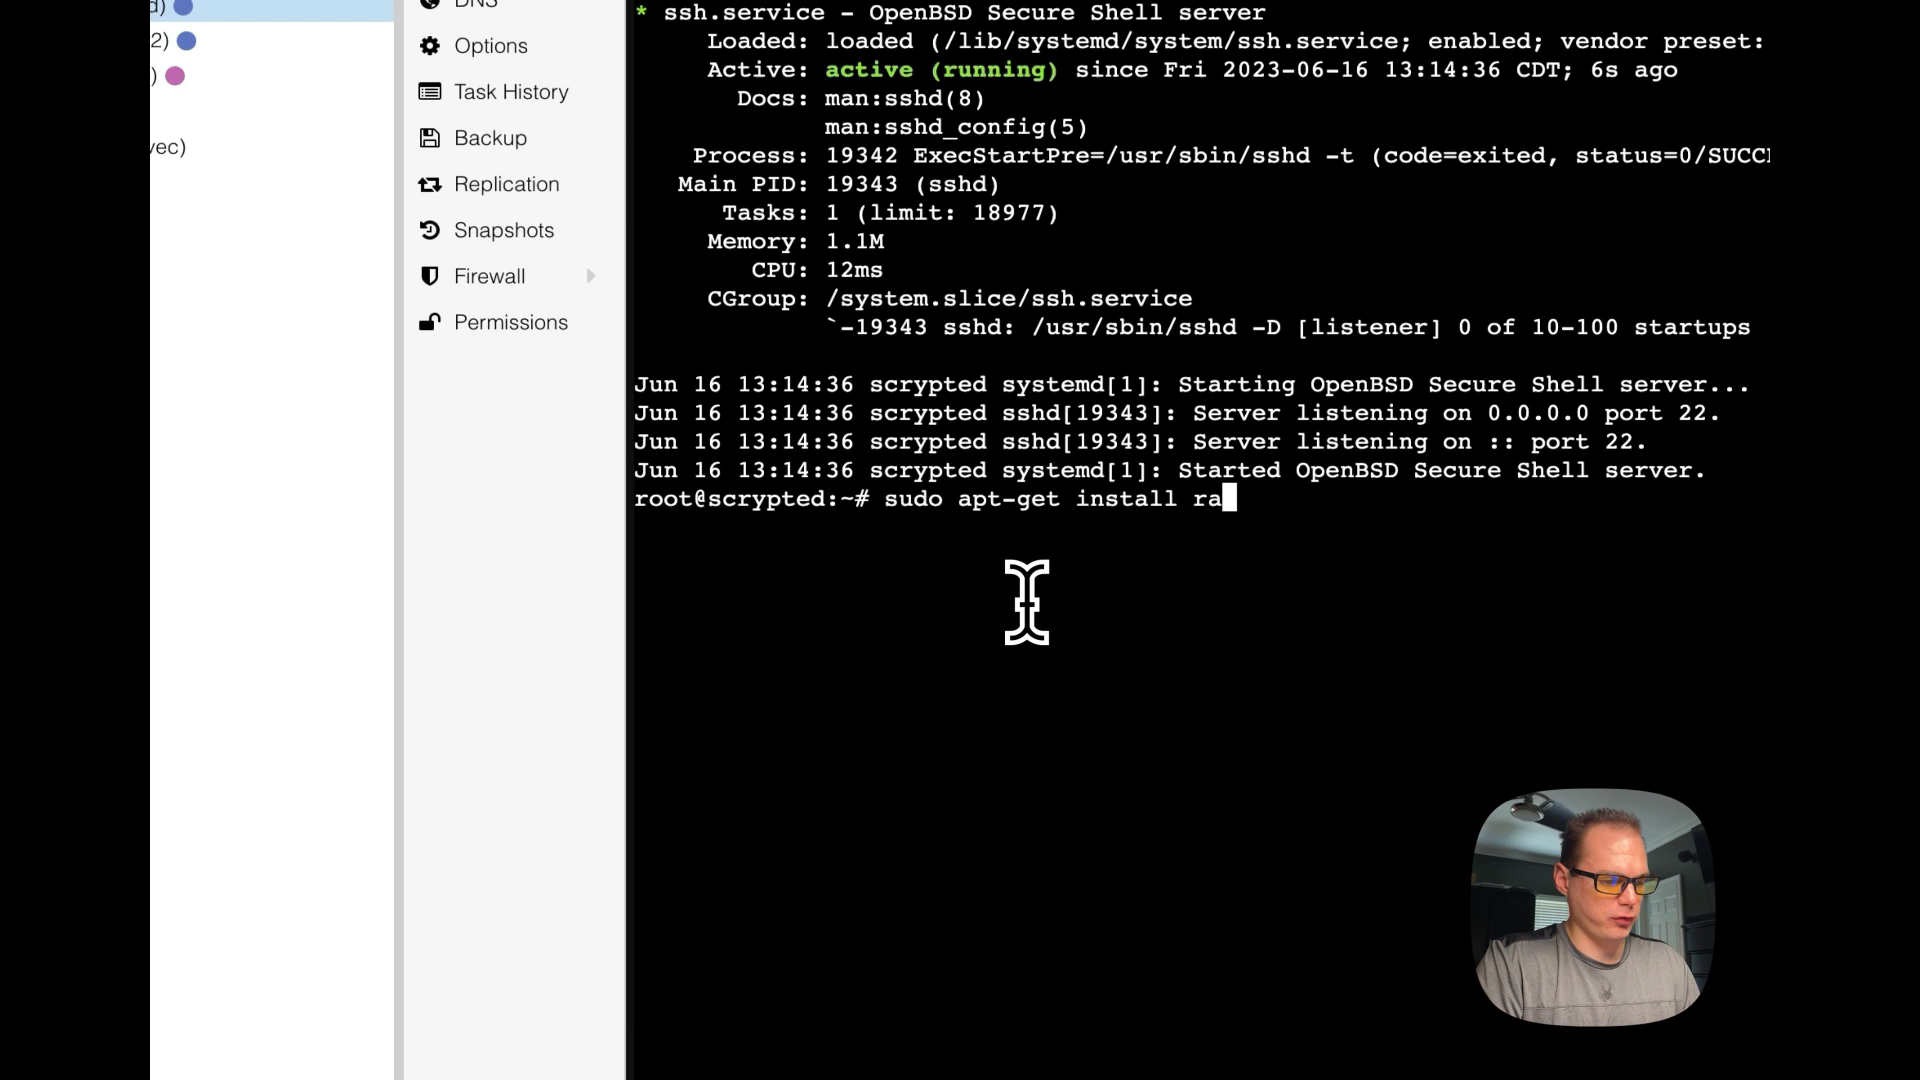 d)
2)
)
vec)
DNS
Options
Task History
Backup
Replication
Snapshots
Firewall
Permissions
* ssh.service - OpenBSD Secure Shell server
Loaded: loaded (/lib/systemd/system/ssh.service; enabled; vendor preset:
Active: active (running) since Fri 2023-06-16 13:14:36 CDT; 6s ago
Docs: man:sshd(8)
man:sshd_config(5)
Process: 19342 ExecStartPre=/usr/sbin/sshd -t (code=exited, status=0/SUCC
Main PID: 19343 (sshd)
Tasks: 1 (limit: 18977)
Memory: 1.1M
CPU: 12ms
CGroup: /system.slice/ssh.service
`-19343 sshd: /usr/sbin/sshd -D [listener] 0 of 10-100 startups
Jun 16 13:14:36 scrypted systemd[1]: Starting OpenBSD Secure Shell server...
Jun 16 13:14:36 scrypted sshd[19343]: Server listening on 0.0.0.0 port 22.
Jun 16 13:14:36 scrypted sshd[19343]: Server listening on :: port 22.
Jun 16 13:14:36 scrypted systemd[1]: Started OpenBSD Secure Shell server.
root@scrypted:~# sudo apt-get install ra